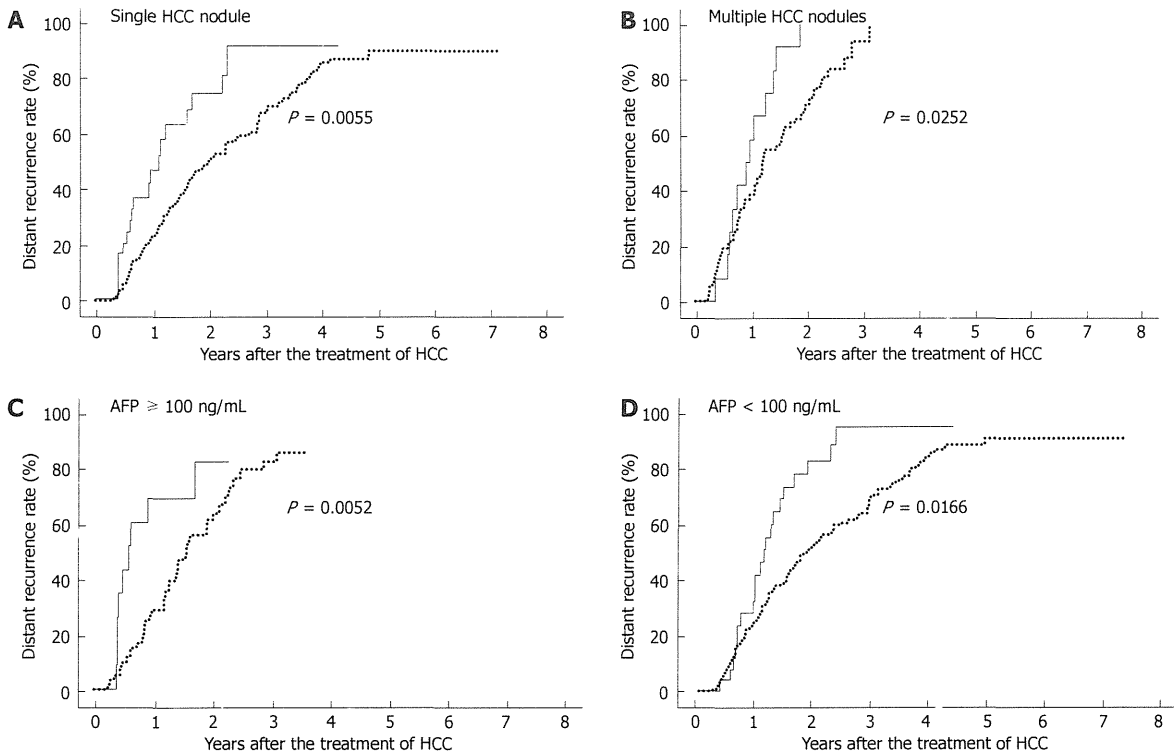 A Single HCC nodule
Distant recurrence rate (%)
100
80
60
40
20
0
P = 0.0055
0 1 2 3 4 5 6 7 8
Years after the treatment of HCC
B Multiple HCC nodules
Distant recurrence rate (%)
100
80
60
40
20
0
P = 0.0252
0 1 2 3 4 5 6 7 8
Years after the treatment of HCC
C AFP ≥ 100 ng/mL
Distant recurrence rate (%)
100
80
60
40
20
0
P = 0.0052
0 1 2 3 4 5 6 7 8
Years after the treatment of HCC
D AFP < 100 ng/mL
Distant recurrence rate (%)
100
80
60
40
20
0
P = 0.0166
0 1 2 3 4 5 6 7 8
Years after the treatment of HCC